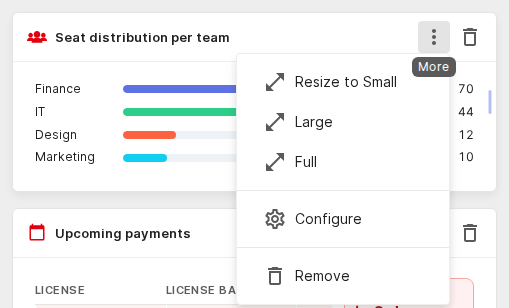 Seat distribution per team
More
Finance 70
IT 44
Design 12
Marketing 10
Resize to Small
Large
Full
Configure
Remove
Upcoming payments
LICENSE LICENSE BA